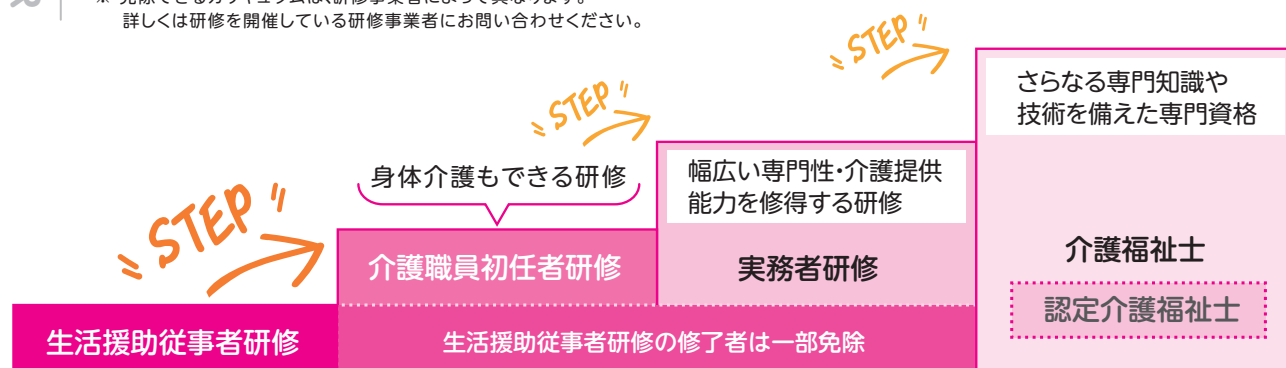 詳しくは研修を開催している研修事業者にお問い合わせください。
STEP
さらなる専門知識や
技術を備えた専門資格
STEP
身体介護もできる研修
幅広い専門性・介護提供
能力を修得する研修
STEP
介護職員初任者研修
実務者研修
介護福祉士
認定介護福祉士
生活援助従事者研修
生活援助従事者研修の修了者は一部免除